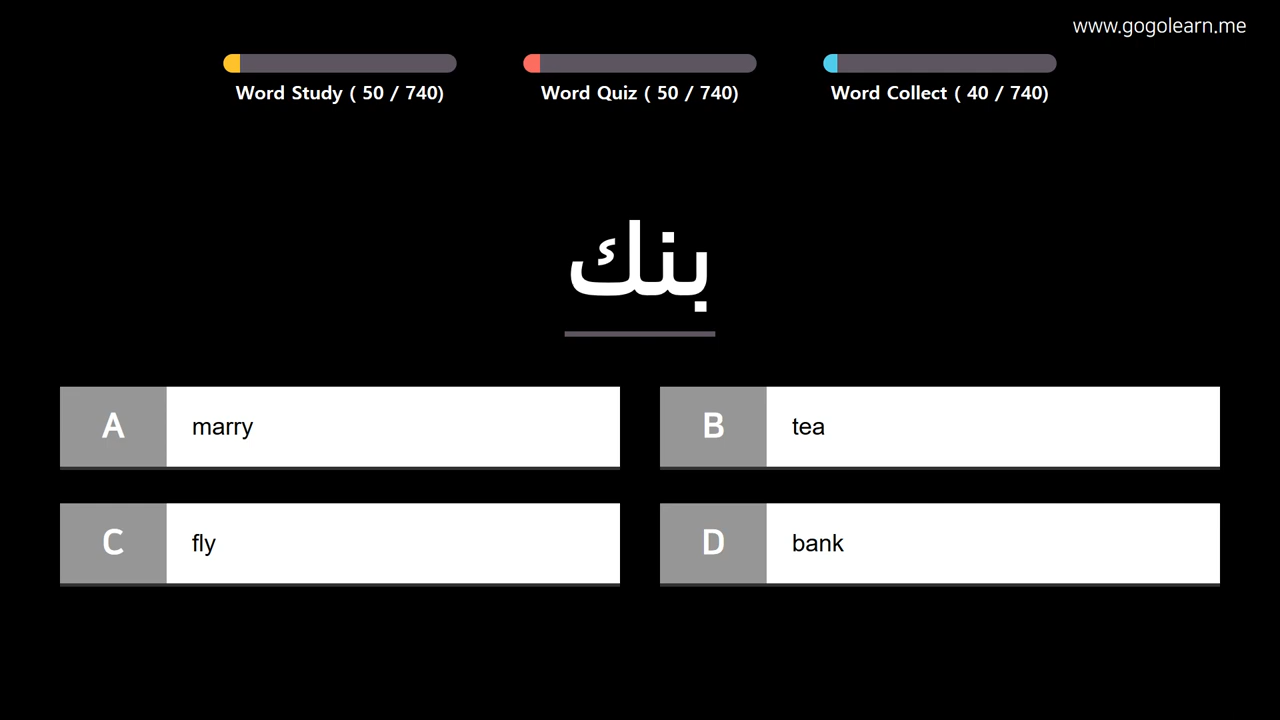 www.gogolearn.me
Word Study ( 50 / 740)
Word Quiz ( 50 / 740)
Word Collect ( 40 / 740)
بنك
A marry
B tea
C fly
D bank